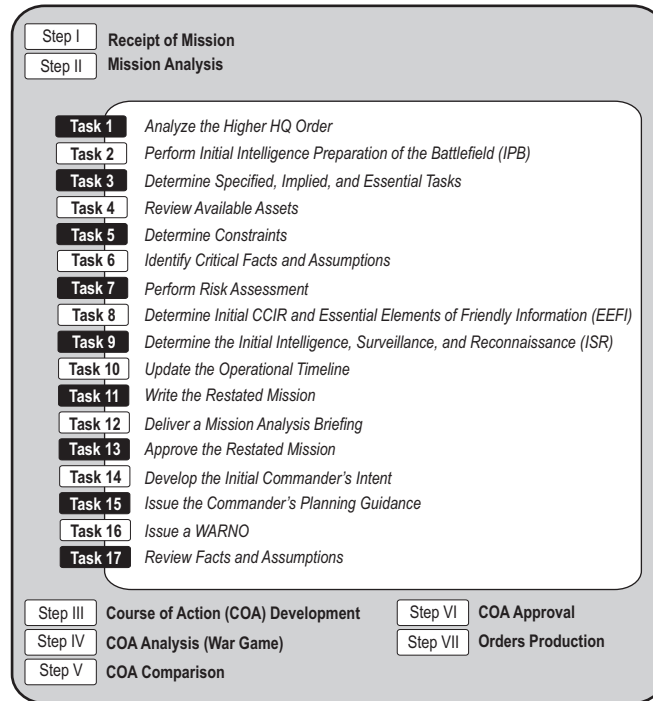 Step I Receipt of Mission
Step II Mission Analysis
Task 1 Analyze the Higher HQ Order
Task 2 Perform Initial Intelligence Preparation of the Battlefield (IPB)
Task 3 Determine Specified, Implied, and Essential Tasks
Task 4 Review Available Assets
Task 5 Determine Constraints
Task 6 Identify Critical Facts and Assumptions
Task 7 Perform Risk Assessment
Task 8 Determine Initial CCIR and Essential Elements of Friendly Information (EEFI)
Task 9 Determine the Initial Intelligence, Surveillance, and Reconnaissance (ISR)
Task 10 Update the Operational Timeline
Task 11 Write the Restated Mission
Task 12 Deliver a Mission Analysis Briefing
Task 13 Approve the Restated Mission
Task 14 Develop the Initial Commander's Intent
Task 15 Issue the Commander's Planning Guidance
Task 16 Issue a WARNO
Task 17 Review Facts and Assumptions
Step III Course of Action (COA) Development
Step IV COA Analysis (War Game)
Step V COA Comparison
Step VI COA Approval
Step VII Orders Production